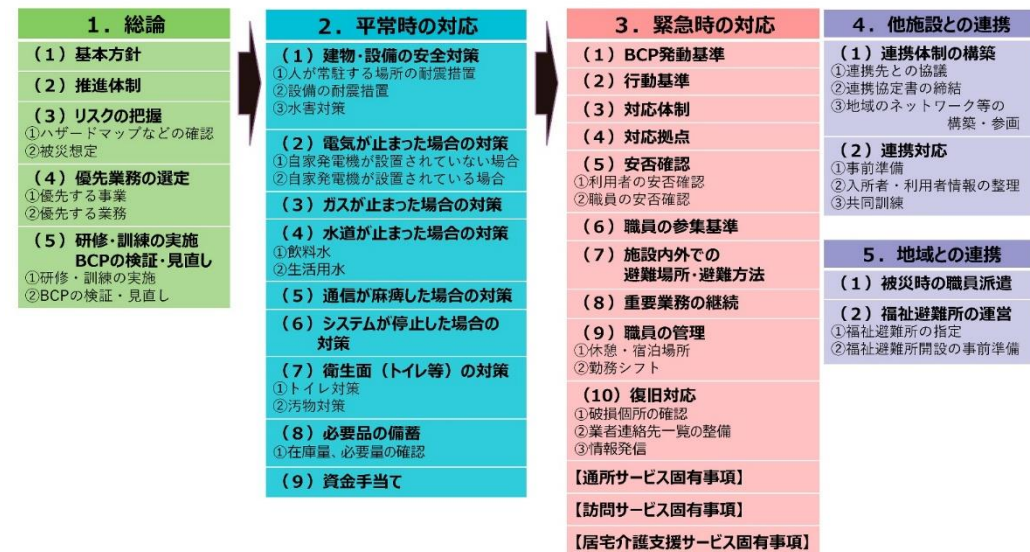 1．総論
（1）基本方針
（2）推進体制
（3）リスクの把握
①ハザードマップなどの確認
②被災想定
（4）優先業務の選定
①優先する事業
②優先する業務
（5）研修・訓練の実施
BCPの検証・見直し
①研修・訓練の実施
②BCPの検証・見直し
2．平常時の対応
（1）建物・設備の安全対策
①人が常駐する場所の耐震措置
②設備の耐震措置
③水害対策
（2）電気が止まった場合の対策
①自家発電機が設置されていない場合
②自家発電機が設置されている場合
（3）ガスが止まった場合の対策
（4）水道が止まった場合の対策
①飲料水
②生活用水
（5）通信が麻痺した場合の対策
（6）システムが停止した場合の
対策
（7）衛生面（トイレ等）の対策
①トイレ対策
②汚物対策
（8）必要品の備蓄
①在庫量、必要量の確認
（9）資金手当て
3．緊急時の対応
（1）BCP発動基準
（2）行動基準
（3）対応体制
（4）対応拠点
（5）安否確認
①利用者の安否確認
②職員の安否確認
（6）職員の参集基準
（7）施設内外での
避難場所・避難方法
（8）重要業務の継続
（9）職員の管理
①休憩・宿泊場所
②勤務シフト
（10）復旧対応
①破損個所の確認
②業者連絡先一覧の整備
③情報発信
【通所サービス固有事項】
【訪問サービス固有事項】
【居宅介護支援サービス固有事項】
4．他施設との連携
（1）連携体制の構築
①連携先との協議
②連携協定書の締結
③地域のネットワーク等の
構築・参画
（2）連携対応
①事前準備
②入所者・利用者情報の整理
③共同訓練
5．地域との連携
（1）被災時の職員派遣
（2）福祉避難所の運営
①福祉避難所の指定
②福祉避難所開設の事前準備